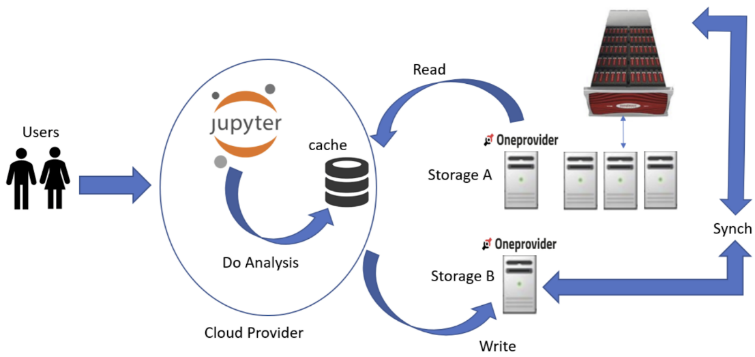 Read
Users
jupyter
cache
Oneprovider
Storage A
Synch
Oneprovider
Storage B
Do Analysis
Cloud Provider
Write